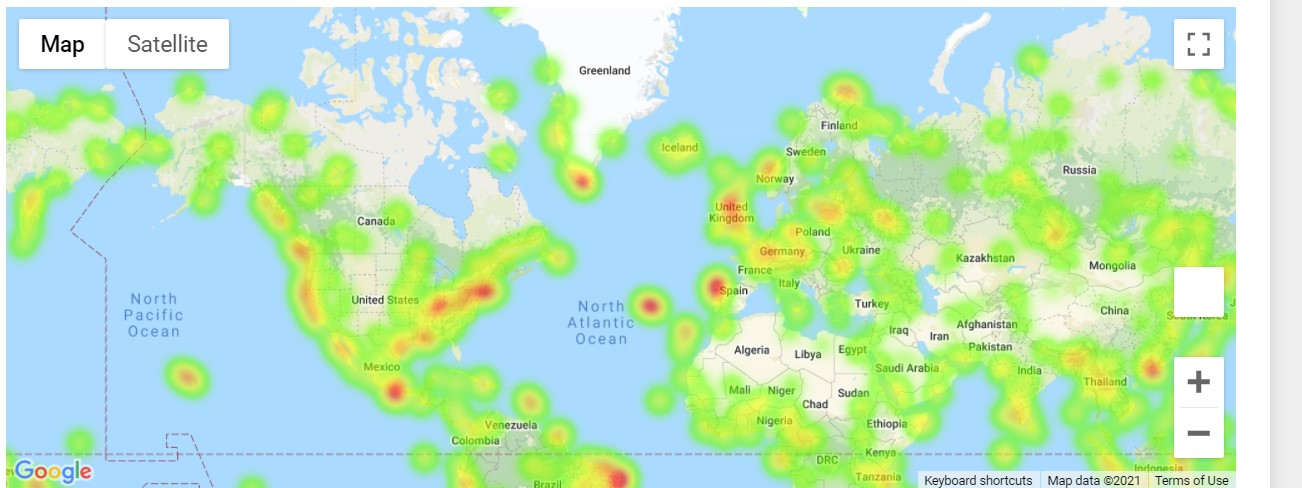 Map
Satellite
Greenland
Finland
Iceland
Sweden
Russia
Norway
United
Kingdom
Canada
Poland
Germany
Ukraine
Kazakhstan
Mongolia
France
Italy
Spain
North
Pacific
Ocean
United States
North
Atlantic
Ocean
Turkey
China
South Korea
Iraq
Iran
Afghanistan
Pakistan
Algeria
Libya
Egypt
Saudi Arabia
Mexico
India
Thailand
Mali
Niger
Chad
Sudan
Venezuela
Nigeria
Ethiopia
Colombia
DRC
Kenya
Indonesia
Google
Brazil
Tanzania
Keyboard shortcuts
Map data ©2021
Terms of Use